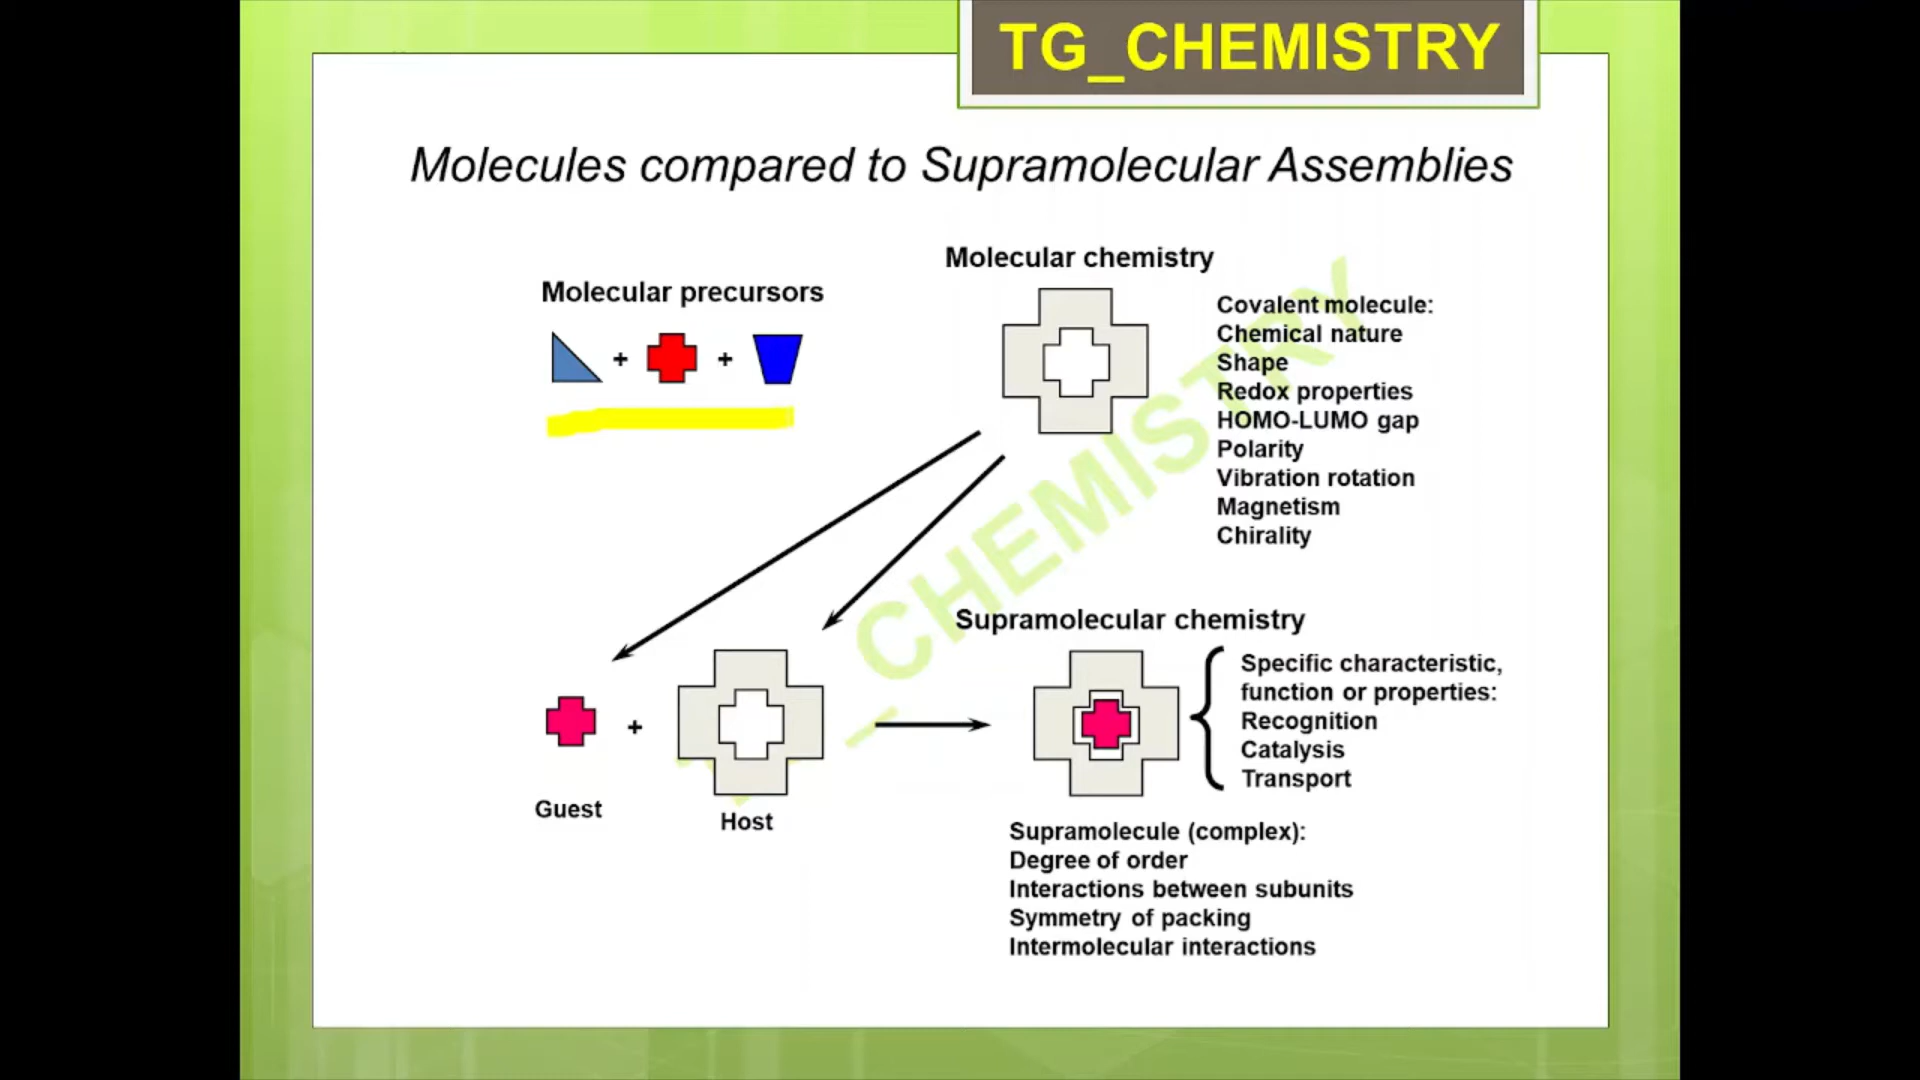 TG_CHEMISTRY
Molecules compared to Supramolecular Assemblies
Molecular precursors
+ +
Molecular chemistry
Covalent molecule:
Chemical nature
Shape
Redox properties
HOMO-LUMO gap
Polarity
Vibration rotation
Magnetism
Chirality
+
Guest
Host
Supramolecular chemistry
Specific characteristic,
function or properties:
Recognition
Catalysis
Transport
Supramolecule (complex):
Degree of order
Interactions between subunits
Symmetry of packing
Intermolecular interactions
_CHEMISTRY